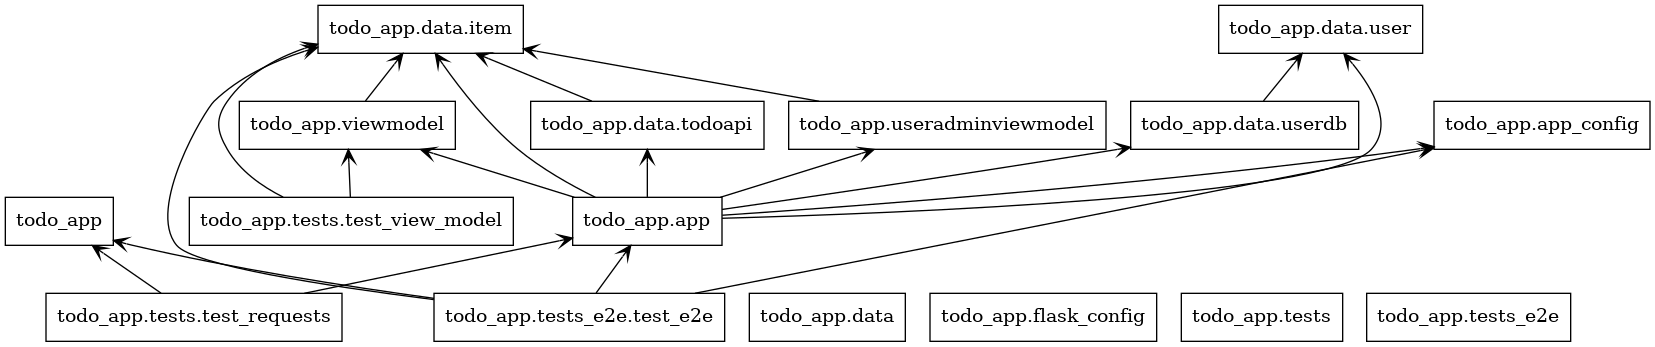 todo_app.data.item
todo_app.data.user
todo_app.viewmodel
todo_app.data.todoapi
todo_app.useradminviewmodel
todo_app.data.userdb
todo_app.app_config
todo_app
todo_app.tests.test_view_model
todo_app.app
todo_app.tests.test_requests
todo_app.tests_e2e.test_e2e
todo_app.data
todo_app.flask_config
todo_app.tests
todo_app.tests_e2e